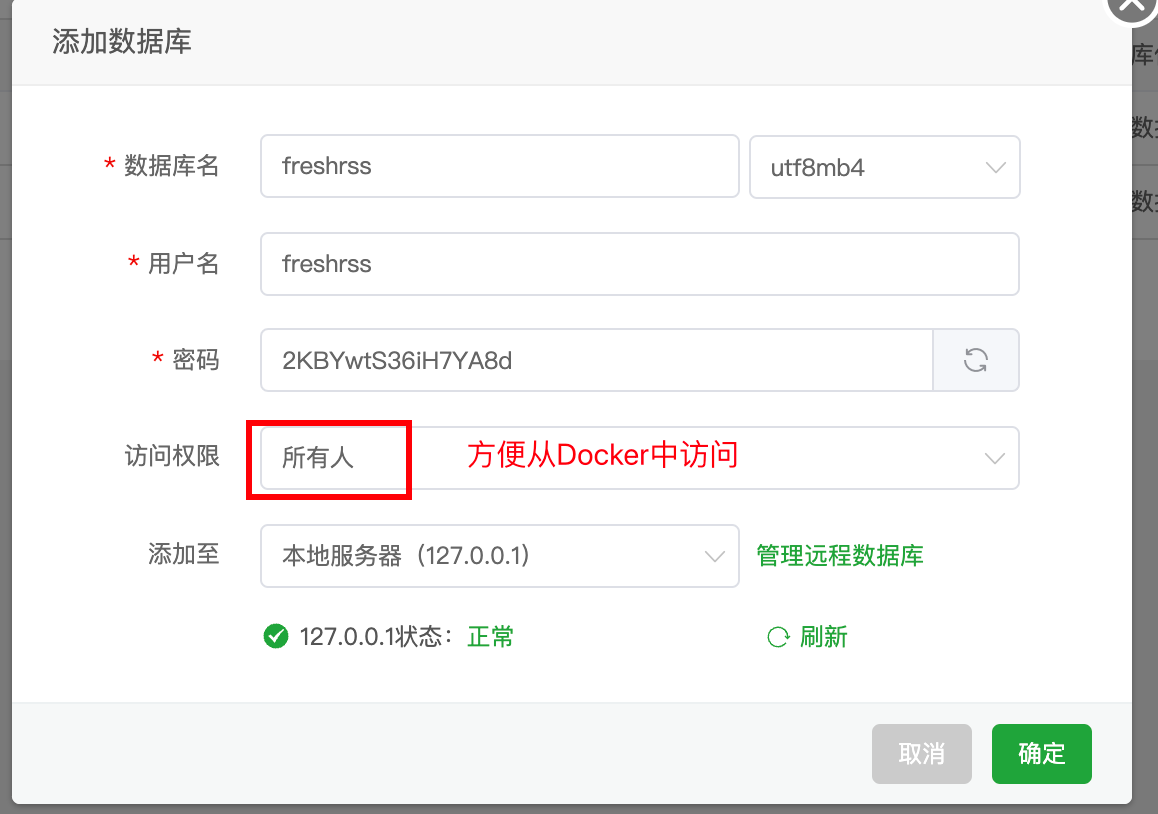 添加数据库
库
数据
* 数据库名 freshrss utf8mb4
数据
* 用户名 freshrss
* 密码 2KBYwtS36iH7YA8d
访问权限 所有人 方便从Docker中访问
添加至 本地服务器（127.0.0.1） 管理远程数据库
127.0.0.1状态： 正常 刷新
取消 确定